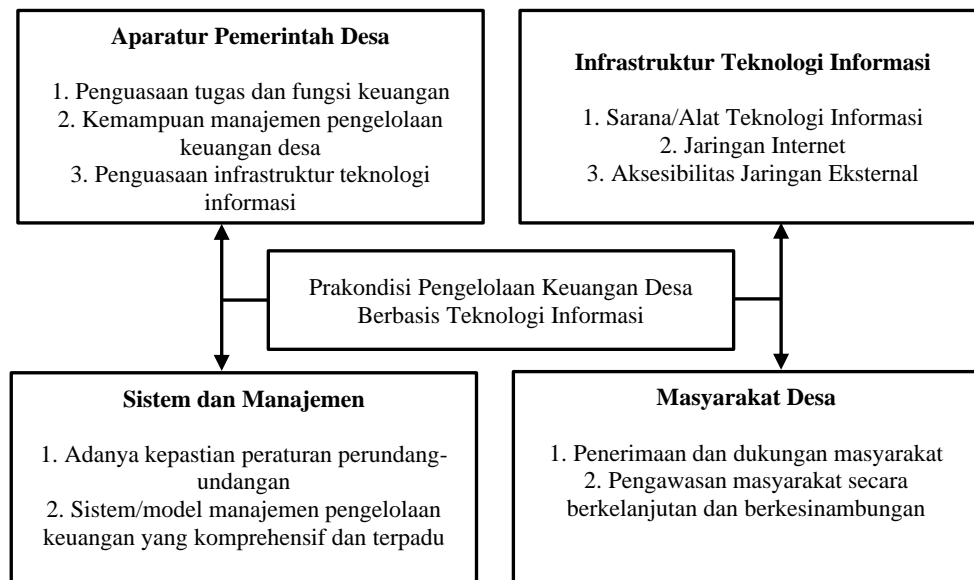 Aparatur Pemerintah Desa
1. Penguasaan tugas dan fungsi keuangan
2. Kemampuan manajemen pengelolaan
keuangan desa
3. Penguasaan infrastruktur teknologi
informasi
Infrastruktur Teknologi Informasi
1. Sarana/Alat Teknologi Informasi
2. Jaringan Internet
3. Aksesibilitas Jaringan Eksternal
Prakondisi Pengelolaan Keuangan Desa
Berbasis Teknologi Informasi
Sistem dan Manajemen
1. Adanya kepastian peraturan perundang-
undangan
2. Sistem/model manajemen pengelolaan
keuangan yang komprehensif dan terpadu
Masyarakat Desa
1. Penerimaan dan dukungan masyarakat
2. Pengawasan masyarakat secara
berkelanjutan dan berkesinambungan